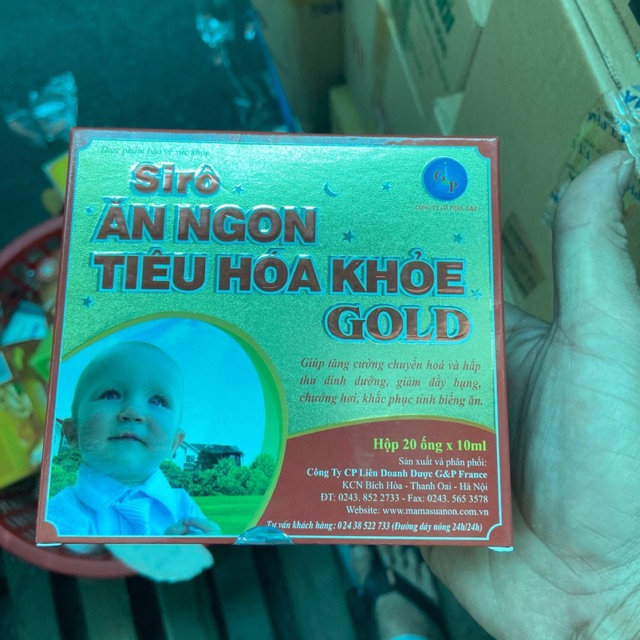 Thực phẩm bảo vệ sức khỏe
Sirô
G&P
ĂN NGON
TIÊU HÓA KHỎE
GOLD
Giúp tăng cường chuyển hoá và hấp
thu dinh dưỡng, giảm đầy bụng,
chướng hơi, khắc phục tình biếng ăn.
Hộp 20 ống x 10ml
Sản xuất và phân phối:
Công Ty CP Liên Doanh Dược G&P France
KCN Bích Hòa - Thanh Oai - Hà Nội
ĐT: 0243. 852 2733 - Fax: 0243. 565 3578
Website: www.mamasuanon.com.vn
Tư vấn khách hàng: 024 38 522 733 (Đường dây nóng 24h/24h)